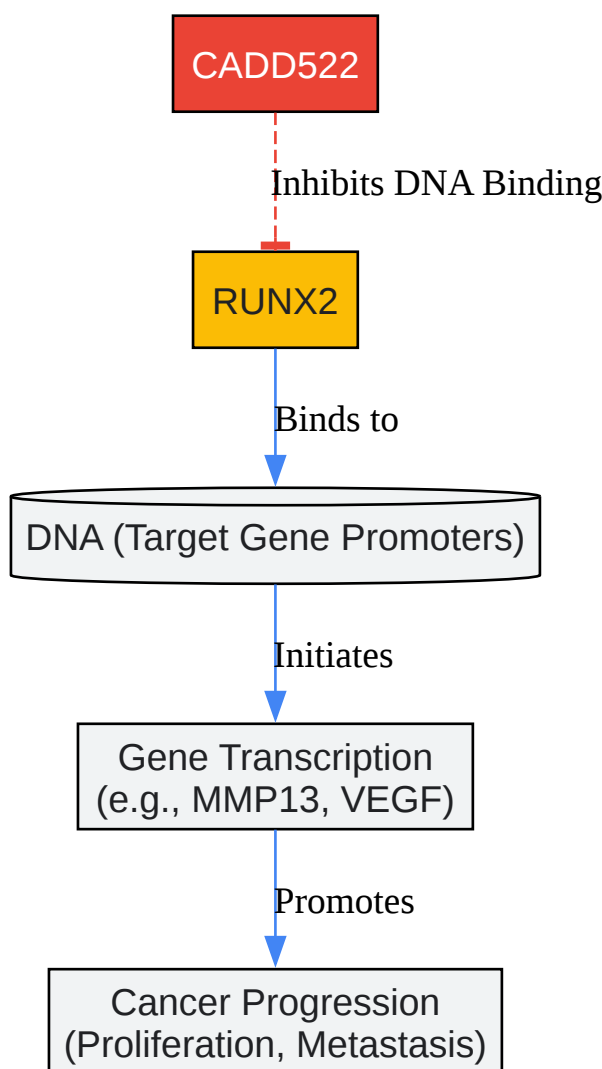 CADD522
Inhibits DNA Binding
RUNX2
Binds to
DNA (Target Gene Promoters)
Initiates
Gene Transcription
(e.g., MMP13, VEGF)
Promotes
Cancer Progression
(Proliferation, Metastasis)